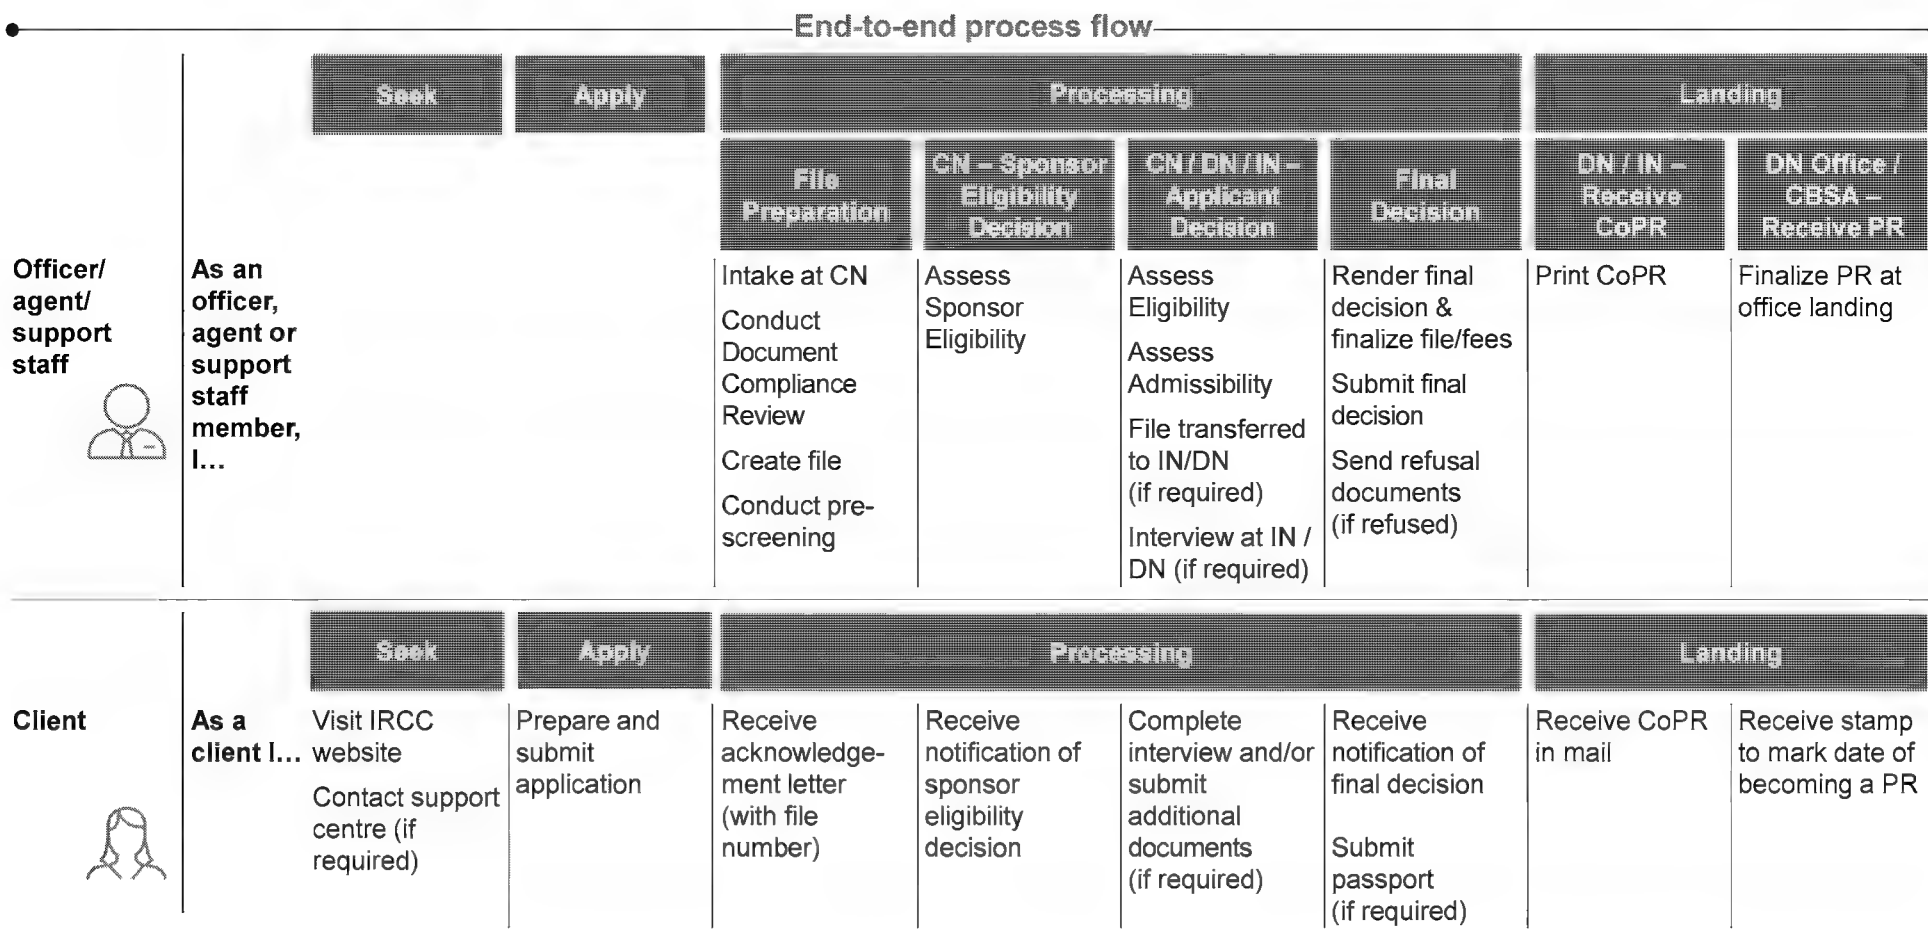 End-to-end process flow
Seek
Apply
Processing
Landing
File
Preparation
CN – Sponsor
Eligibility
Decision
CN / DN / IN –
Applicant
Decision
Final
Decision
DN / IN –
Receive
CoPR
DN Office /
CBSA –
Receive PR
Officer/
agent/
support
staff
As an
officer,
agent or
support
staff
member,
I...
Intake at CN
Conduct
Document
Compliance
Review
Create file
Conduct pre-
screening
Assess
Sponsor
Eligibility
Assess
Eligibility
Assess
Admissibility
File transferred
to IN/DN
(if required)
Interview at IN /
DN (if required)
Render final
decision &
finalize file/fees
Submit final
decision
Send refusal
documents
(if refused)
Print CoPR
Finalize PR at
office landing
Seek
Apply
Processing
Landing
Client
As a
client I...
Visit IRCC
website
Contact support
centre (if
required)
Prepare and
submit
application
Receive
acknowledge-
ment letter
(with file
number)
Receive
notification of
sponsor
eligibility
decision
Complete
interview and/or
submit
additional
documents
(if required)
Receive
notification of
final decision
Submit
passport
(if required)
Receive CoPR
in mail
Receive stamp
to mark date of
becoming a PR